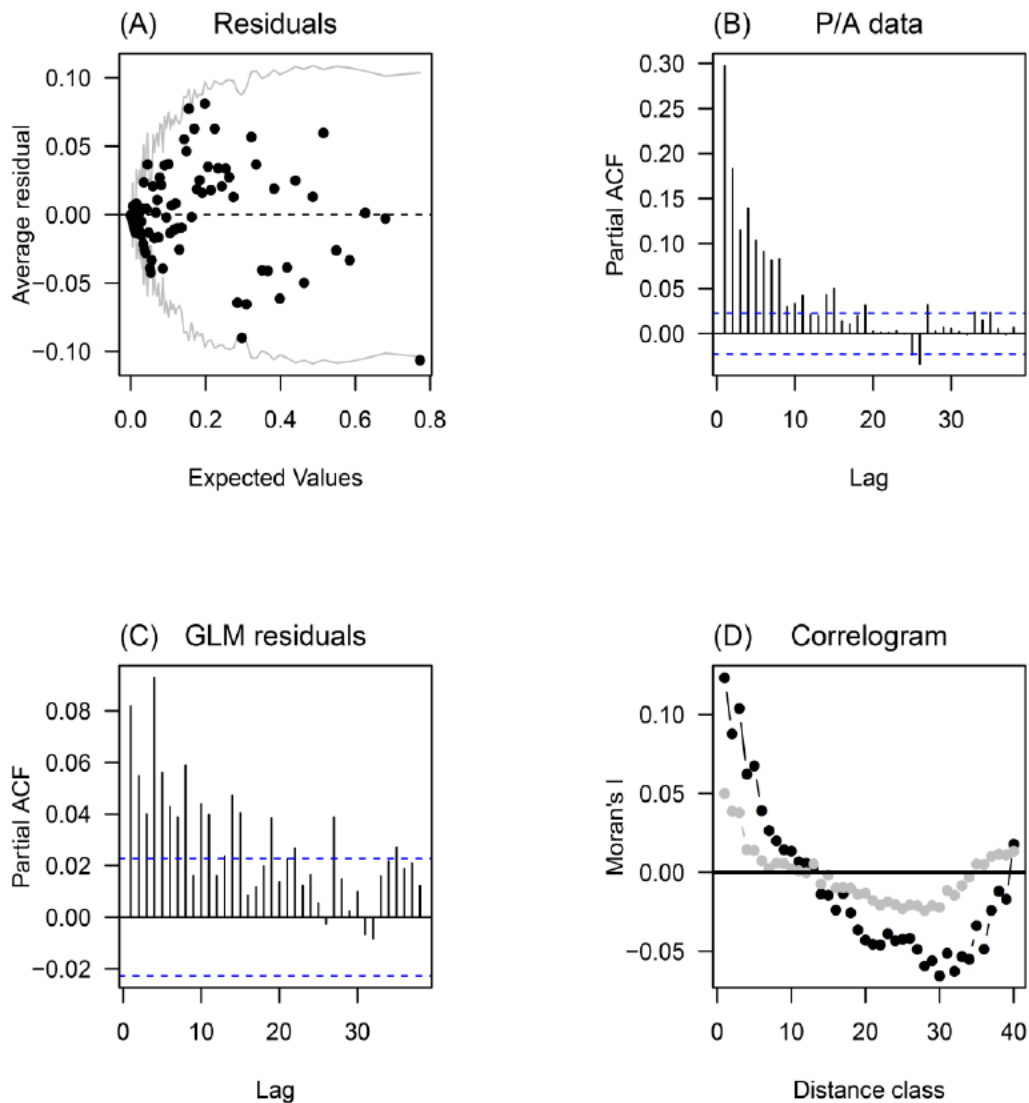 (A) Residuals
Average residual
0.10
0.05
0.00
−0.05
−0.10
0.0 0.2 0.4 0.6 0.8
Expected Values
(B) P/A data
Partial ACF
0.30
0.25
0.20
0.15
0.10
0.05
0.00
0 10 20 30
Lag
(C) GLM residuals
Partial ACF
0.08
0.06
0.04
0.02
0.00
−0.02
0 10 20 30
Lag
(D) Correlogram
Moran's I
0.10
0.05
0.00
−0.05
0 10 20 30 40
Distance class